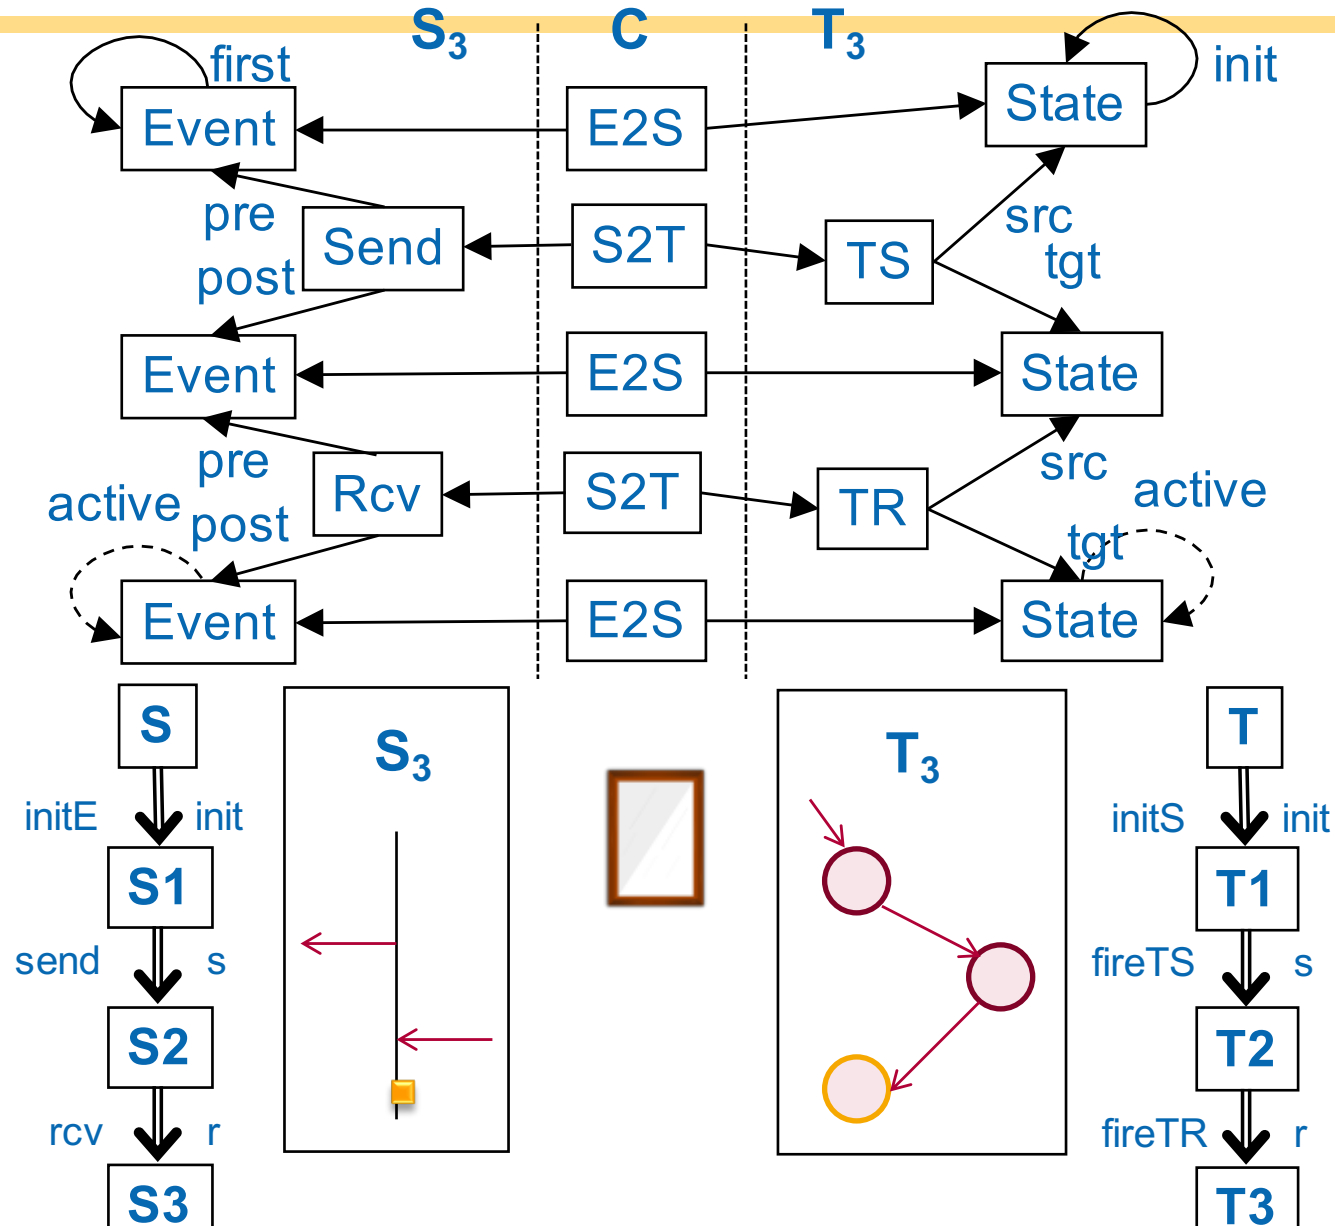 S3 C T3
first
init
Event
E2S
State
pre
src
Send
S2T
TS
post
tgt
Event
E2S
State
pre
src
active
Rcv
S2T
TR
active
post
tgt
Event
E2S
State
S
T
S3
T3
initE
init
initS
init
S1
T1
send
s
fireTS
s
S2
T2
rcv
r
fireTR
r
S3
T3